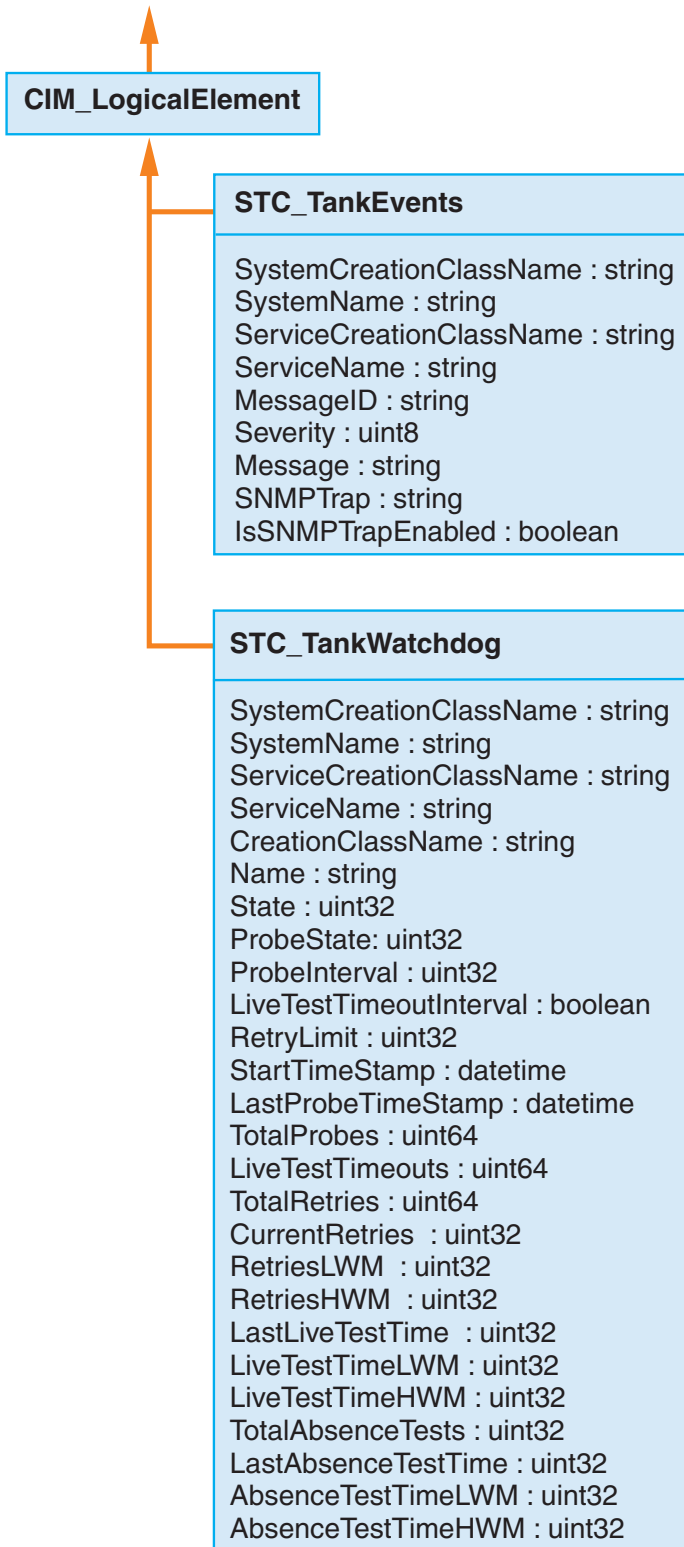 CIM_LogicalElement
STC_TankEvents
SystemCreationClassName : string
SystemName : string
ServiceCreationClassName : string
ServiceName : string
MessageID : string
Severity : uint8
Message : string
SNMPTrap : string
IsSNMPTrapEnabled : boolean
STC_TankWatchdog
SystemCreationClassName : string
SystemName : string
ServiceCreationClassName : string
ServiceName : string
CreationClassName : string
Name : string
State : uint32
ProbeState: uint32
ProbeInterval : uint32
LiveTestTimeoutInterval : boolean
RetryLimit : uint32
StartTimeStamp : datetime
LastProbeTimeStamp : datetime
TotalProbes : uint64
LiveTestTimeouts : uint64
TotalRetries : uint64
CurrentRetries  : uint32
RetriesLWM  : uint32
RetriesHWM  : uint32
LastLiveTestTime  : uint32
LiveTestTimeLWM : uint32
LiveTestTimeHWM : uint32
TotalAbsenceTests : uint32
LastAbsenceTestTime : uint32
AbsenceTestTimeLWM : uint32
AbsenceTestTimeHWM : uint32